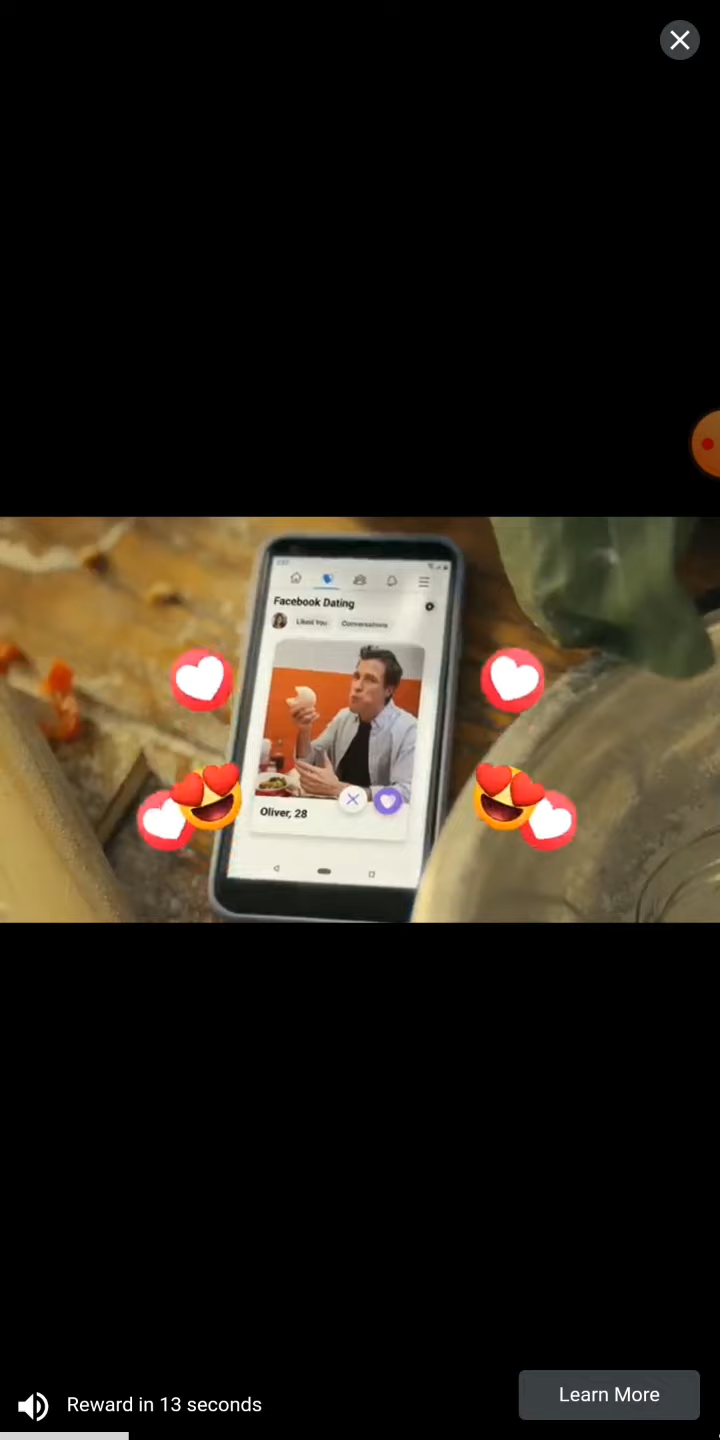 Facebook Dating
Liked You Conversations
Oliver, 28
Reward in 13 seconds
Learn More